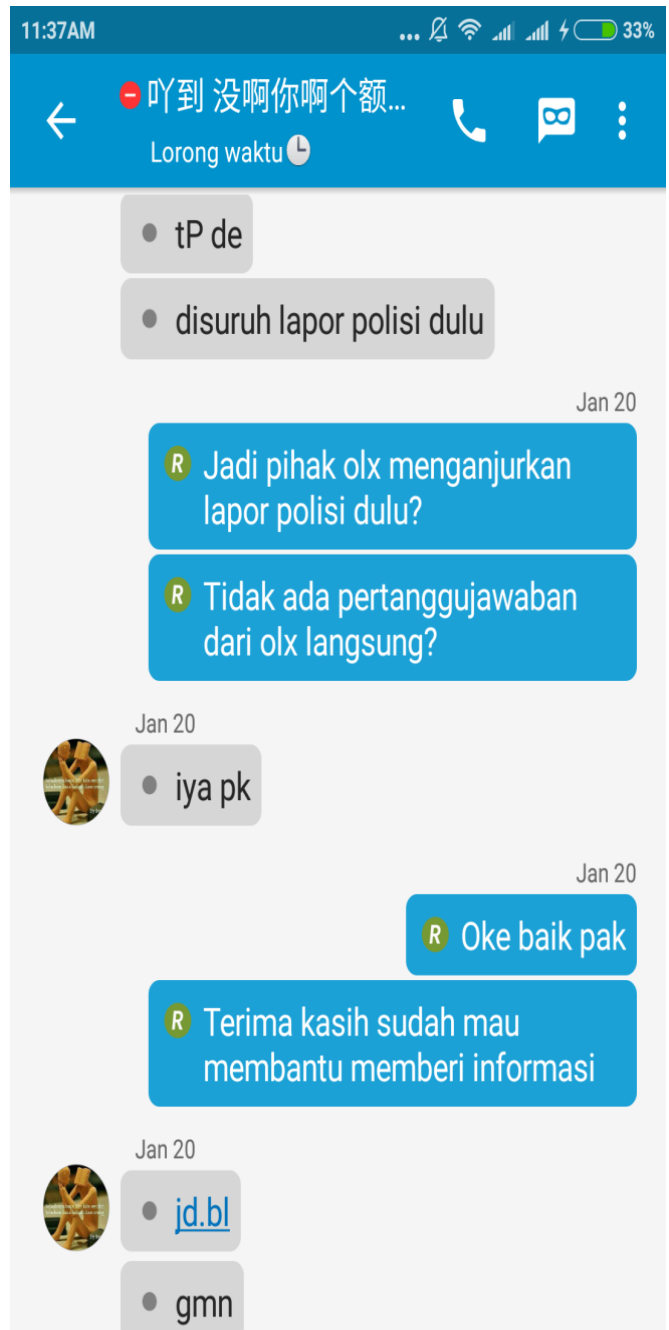 11:37AM
... 33%
吖到 没啊你啊个额...
Lorong waktu
tP de
disuruh lapor polisi dulu
Jan 20
R Jadi pihak olx menganjurkan
lapor polisi dulu?
R Tidak ada pertanggujawaban
dari olx langsung?
Jan 20
iya pk
Jan 20
R Oke baik pak
R Terima kasih sudah mau
membantu memberi informasi
Jan 20
jd.bl
gmn